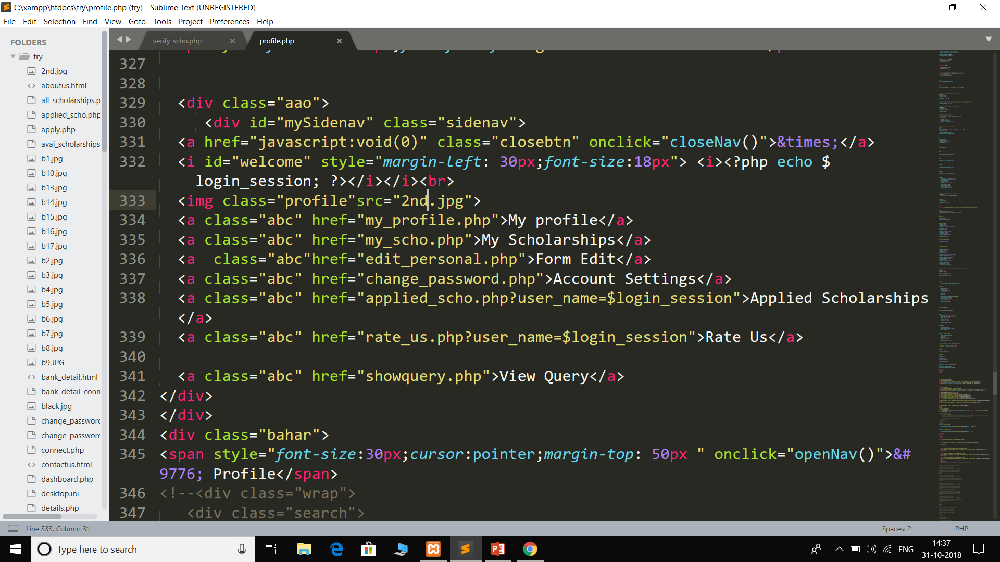 C:\xampp\htdocs\try\profile.php (try) - Sublime Text (UNREGISTERED)
File Edit Selection Find View Goto Tools Project Preferences Help
FOLDERS
try
2nd.jpg
aboutus.html
all_scholarships.p
applied_scho.php
apply.php
avai_scholarships
b1.jpg
b10.jpg
b13.jpg
b14.jpg
b15.jpg
b16.jpg
b17.jpg
b2.jpg
b3.jpg
b4.jpg
b5.jpg
b6.jpg
b7.jpg
b8.jpg
b9.JPG
bank_detail.html
bank_detail_conn
black.jpg
change_password
change_password
connect.php
contactus.html
dashboard.php
desktop.ini
details.php
verify_scho.php × profile.php ×
327
328
329 <div class="aao">
330 <div id="mySidenav" class="sidenav">
331 <a href="javascript:void(0)" class="closebtn" onclick="closeNav()">&times;</a>
332 <i id="welcome" style="margin-left: 30px;font-size:18px"> <i><?php echo $
login_session; ?></i></i><br>
333 <img class="profile"src="2nd.jpg">
334 <a class="abc" href="my_profile.php">My profile</a>
335 <a class="abc" href="my_scho.php">My Scholarships</a>
336 <a  class="abc"href="edit_personal.php">Form Edit</a>
337 <a class="abc" href="change_password.php">Account Settings</a>
338 <a class="abc" href="applied_scho.php?user_name=$login_session">Applied Scholarships
</a>
339 <a class="abc" href="rate_us.php?user_name=$login_session">Rate Us</a>
340
341 <a class="abc" href="showquery.php">View Query</a>
342 </div>
343 </div>
344 <div class="bahar">
345 <span style="font-size:30px;cursor:pointer;margin-top: 50px " onclick="openNav()">&#
9776; Profile</span>
346 <!--<div class="wrap">
347 <div class="search">
Line 333, Column 31 Spaces: 2 PHP
Type here to search ENG 14:37
31-10-2018